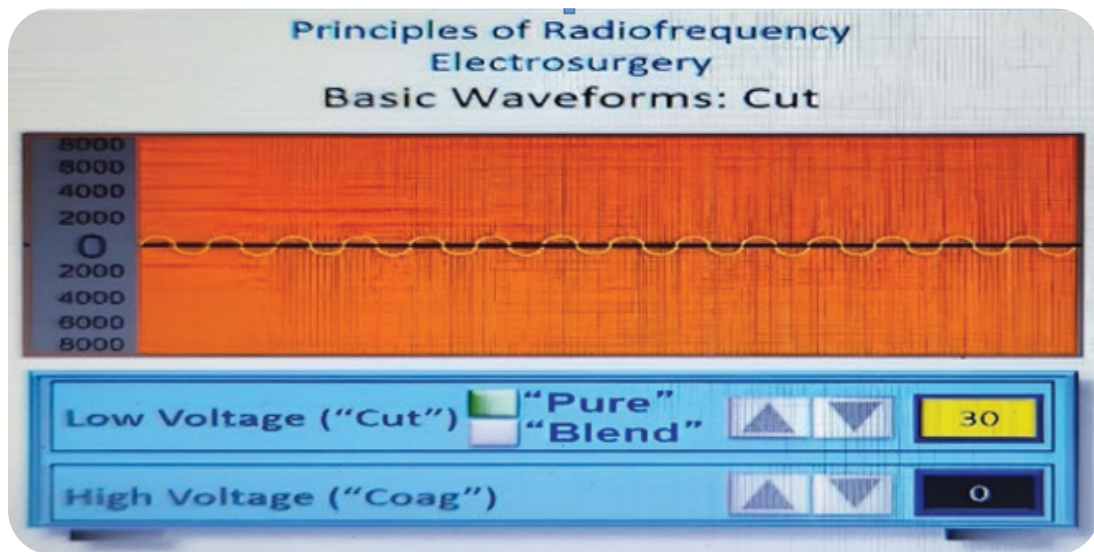 Principles of Radiofrequency
Electrosurgery
Basic Waveforms: Cut
8000
6000
4000
2000
0
2000
4000
6000
8000
Low Voltage (“Cut”)
“Pure”
“Blend”
30
High Voltage (“Coag”)
0